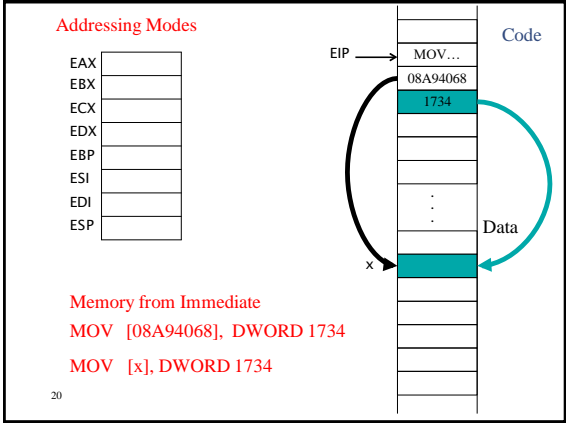 Addressing Modes
Code
EAX
EBX
ECX
EDX
EBP
ESI
EDI
ESP
EIP
MOV…
08A94068
1734
.
.
.
Data
x
Memory from Immediate
MOV [08A94068], DWORD 1734
MOV [x], DWORD 1734
20